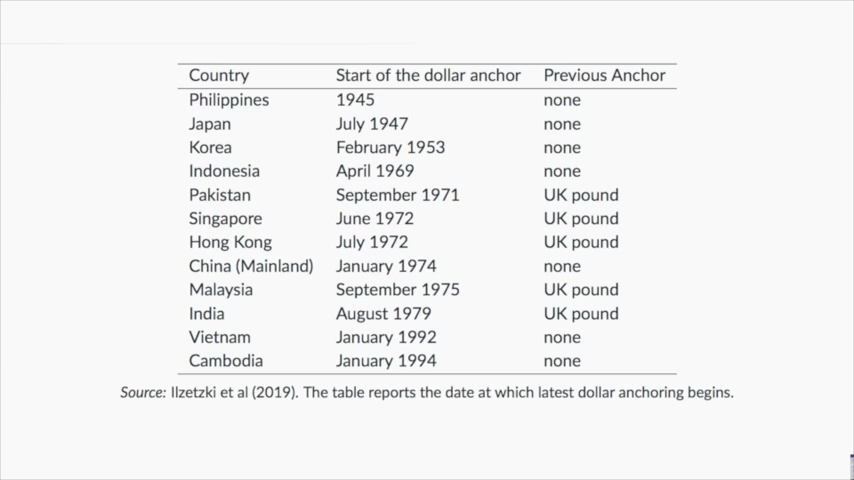 Country Start of the dollar anchor Previous Anchor
Philippines 1945 none
Japan July 1947 none
Korea February 1953 none
Indonesia April 1969 none
Pakistan September 1971 UK pound
Singapore June 1972 UK pound
Hong Kong July 1972 UK pound
China (Mainland) January 1974 none
Malaysia September 1975 UK pound
India August 1979 UK pound
Vietnam January 1992 none
Cambodia January 1994 none
Source: Ilzetzki et al (2019). The table reports the date at which latest dollar anchoring begins.